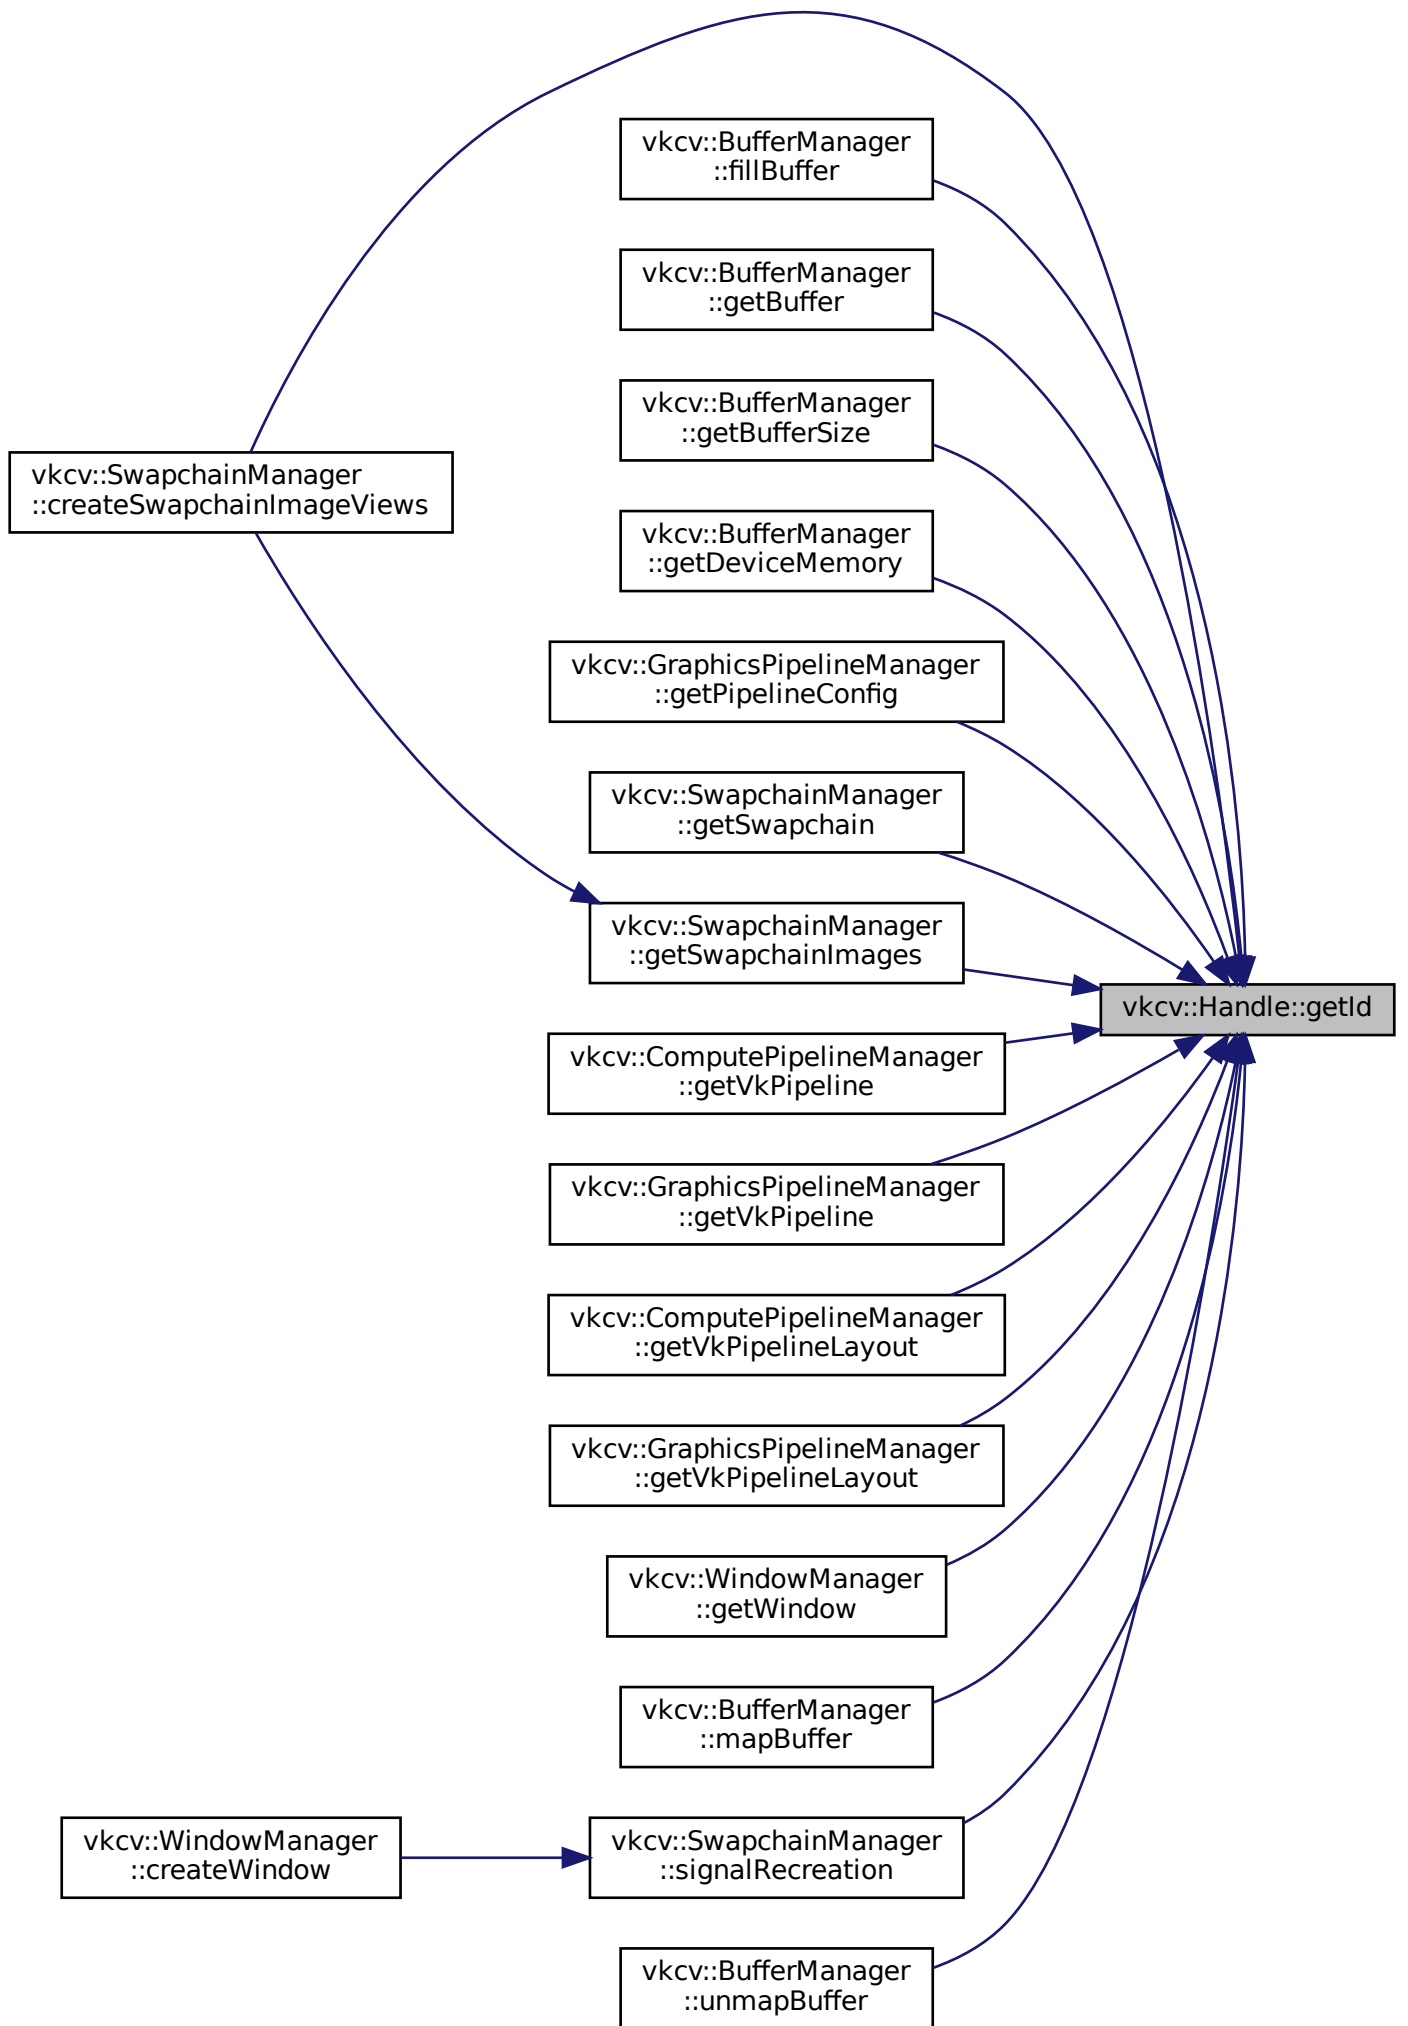 vkcv::BufferManager
::fillBuffer
vkcv::BufferManager
::getBuffer
vkcv::BufferManager
::getBufferSize
vkcv::SwapchainManager
::createSwapchainImageViews
vkcv::BufferManager
::getDeviceMemory
vkcv::GraphicsPipelineManager
::getPipelineConfig
vkcv::SwapchainManager
::getSwapchain
vkcv::SwapchainManager
::getSwapchainImages
vkcv::Handle::getId
vkcv::ComputePipelineManager
::getVkPipeline
vkcv::GraphicsPipelineManager
::getVkPipeline
vkcv::ComputePipelineManager
::getVkPipelineLayout
vkcv::GraphicsPipelineManager
::getVkPipelineLayout
vkcv::WindowManager
::getWindow
vkcv::BufferManager
::mapBuffer
vkcv::WindowManager
::createWindow
vkcv::SwapchainManager
::signalRecreation
vkcv::BufferManager
::unmapBuffer